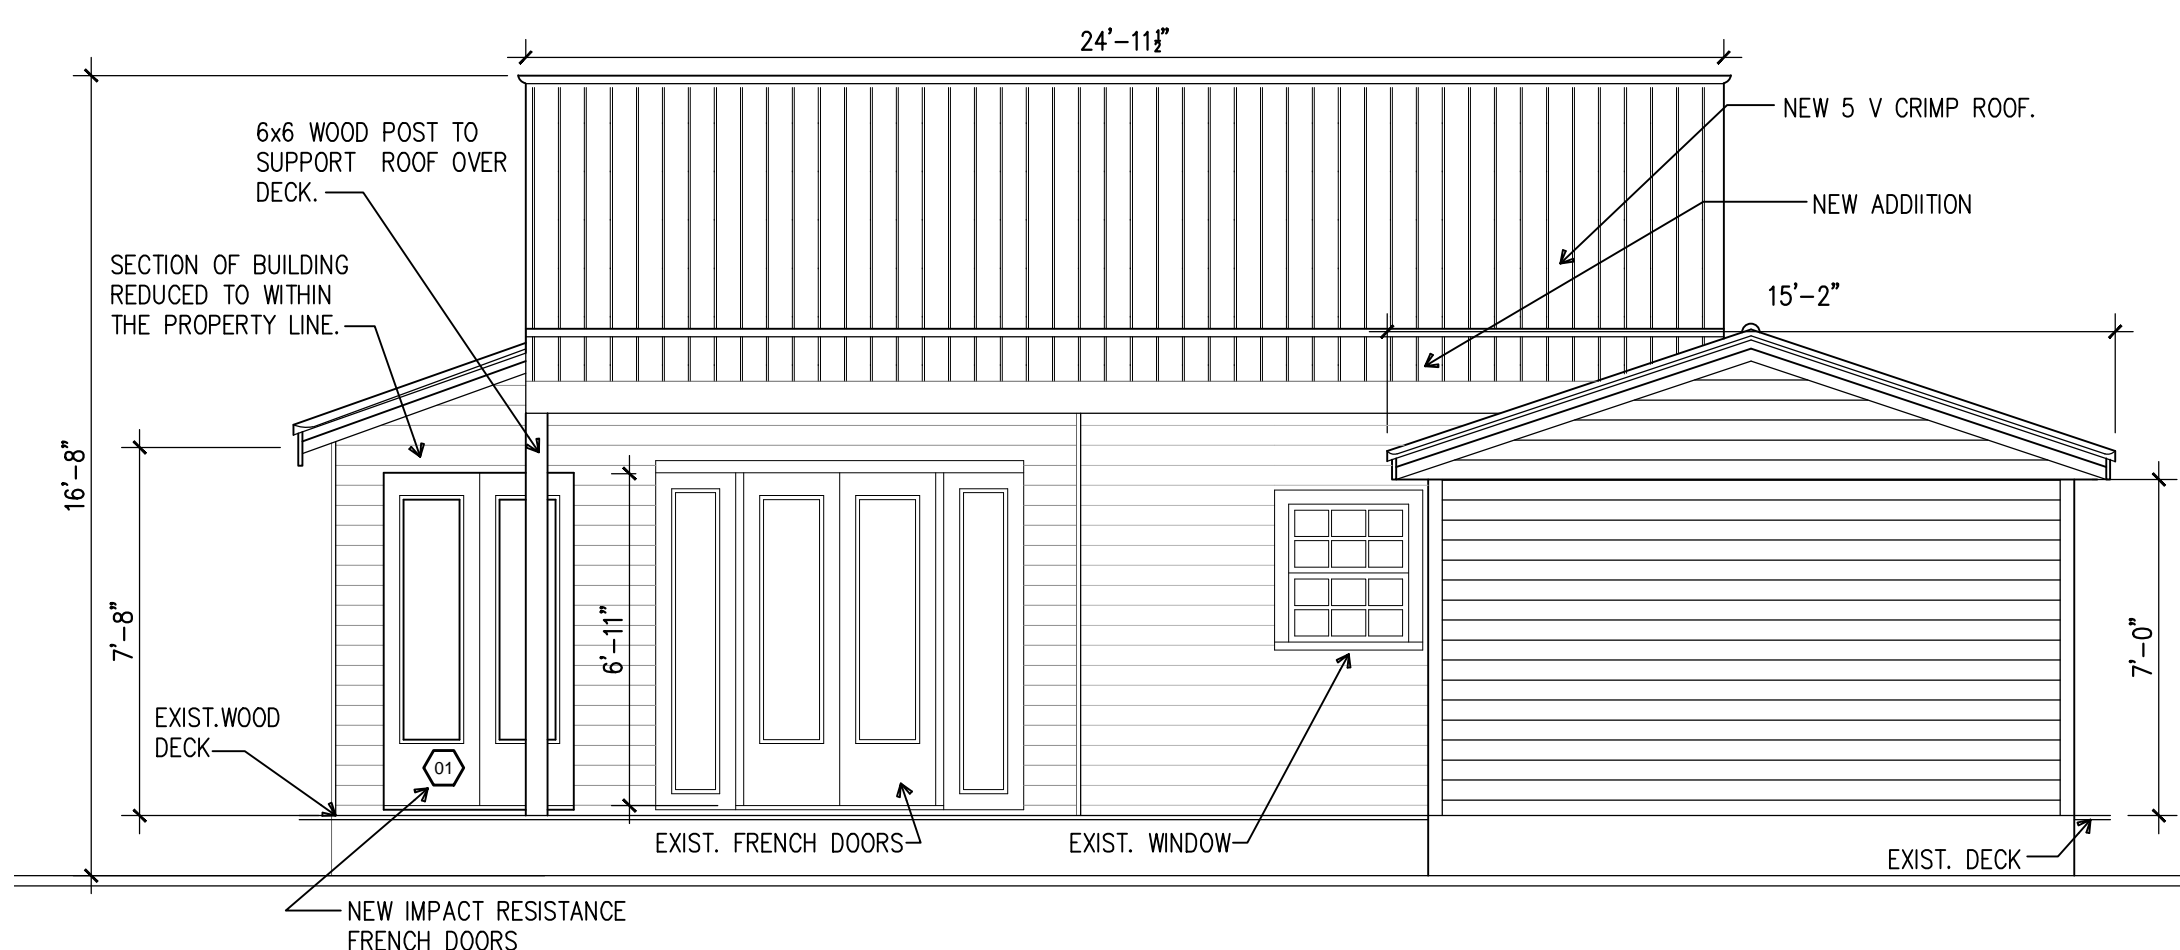 24'-11½"
6x6 WOOD POST TO
SUPPORT ROOF OVER
DECK.
NEW 5 V CRIMP ROOF.
NEW ADDIITION
SECTION OF BUILDING
REDUCED TO WITHIN
THE PROPERTY LINE.
15'-2"
16'-8"
7'-8"
6'-11"
7'-0"
EXIST.WOOD
DECK
01
EXIST. FRENCH DOORS
EXIST. WINDOW
EXIST. DECK
NEW IMPACT RESISTANCE
FRENCH DOORS